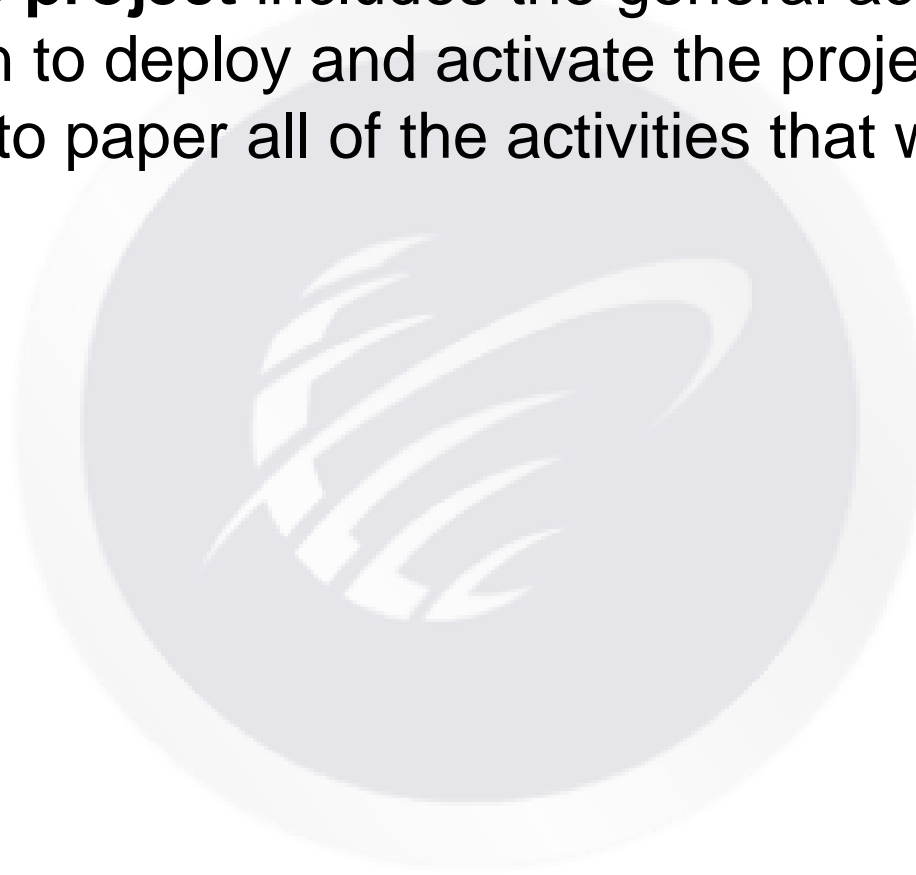 project includes the general
to deploy and activate the
to paper all of the activities that